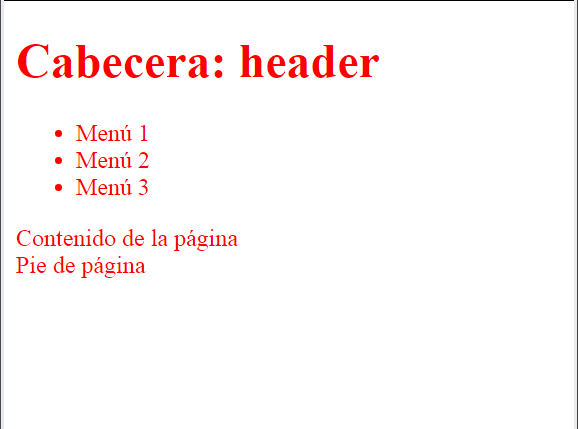 Cabecera: header
Menú 1
Menú 2
Menú 3
Contenido de la página
Pie de página